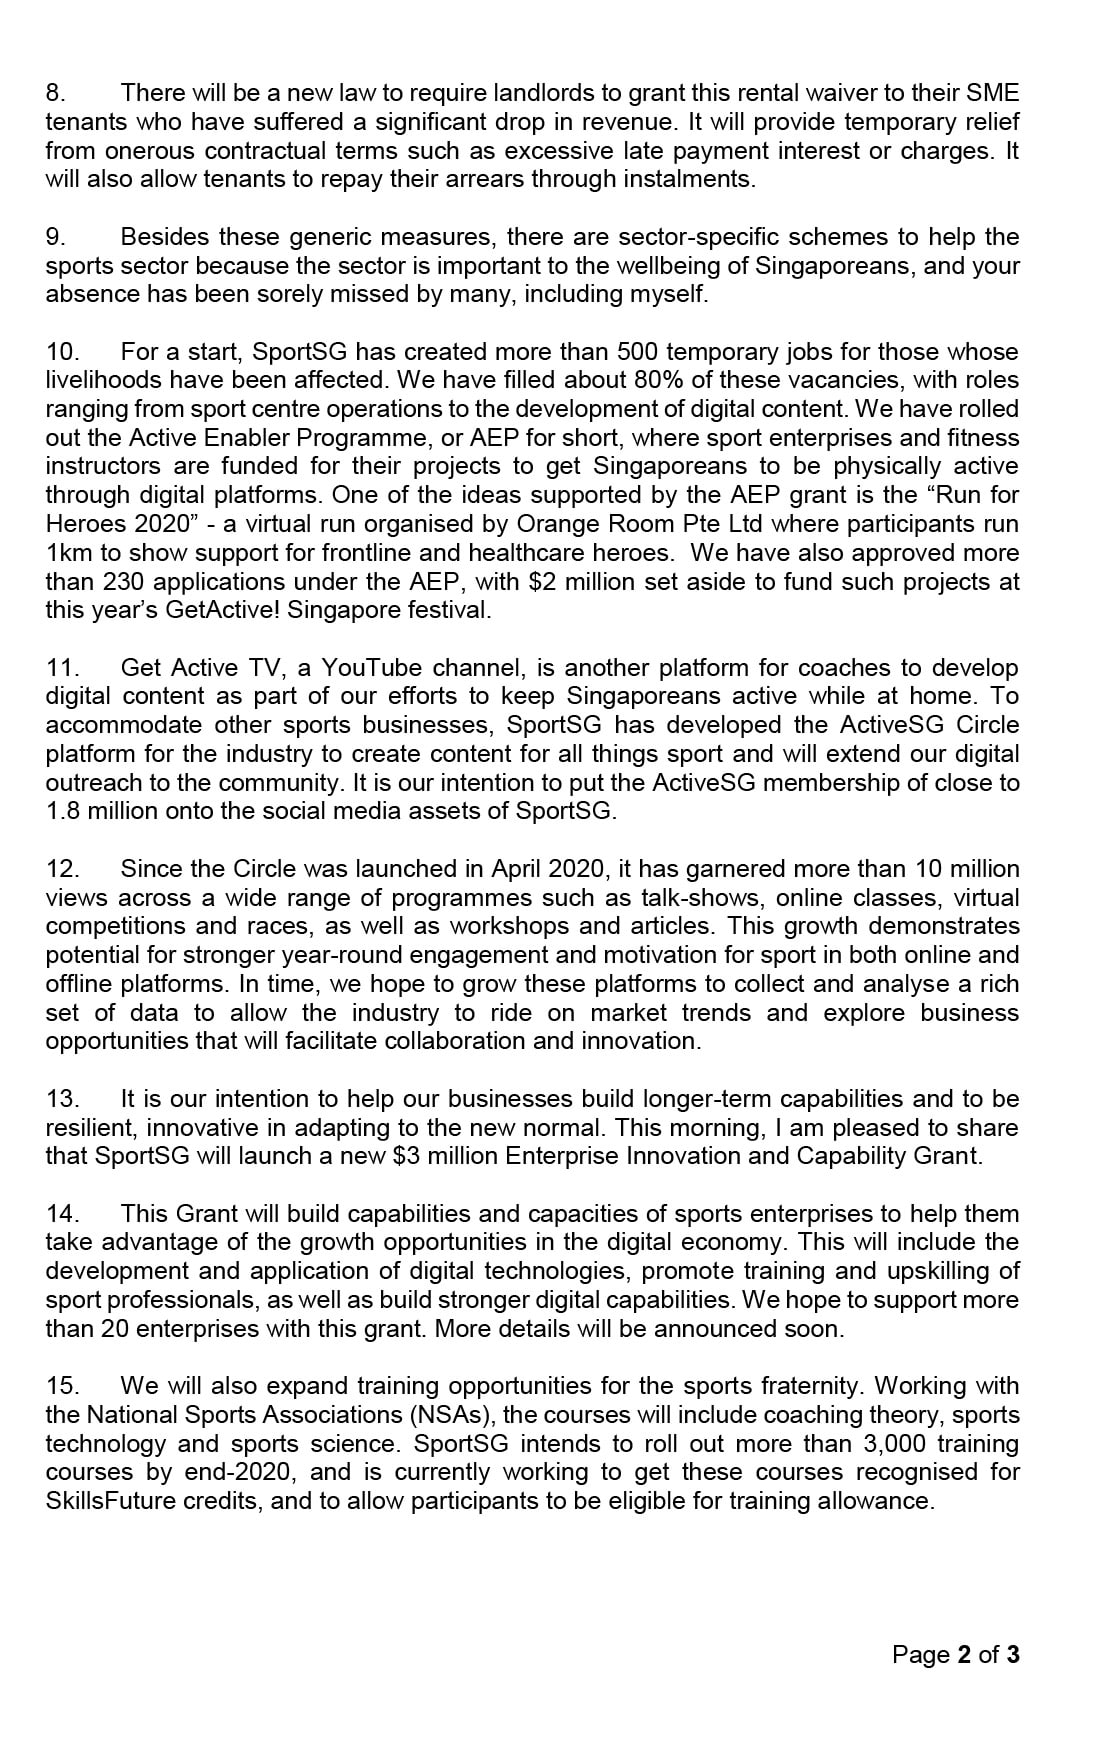 8. There will be a new law to require landlords to grant this rental waiver to their SME
tenants who have suffered a significant drop in revenue. It will provide temporary relief
from onerous contractual terms such as excessive late payment interest or charges. It
will also allow tenants to repay their arrears through instalments.
9. Besides these generic measures, there are sector-specific schemes to help the
sports sector because the sector is important to the wellbeing of Singaporeans, and your
absence has been sorely missed by many, including myself.
10. For a start, SportSG has created more than 500 temporary jobs for those whose
livelihoods have been affected. We have filled about 80% of these vacancies, with roles
ranging from sport centre operations to the development of digital content. We have rolled
out the Active Enabler Programme, or AEP for short, where sport enterprises and fitness
instructors are funded for their projects to get Singaporeans to be physically active
through digital platforms. One of the ideas supported by the AEP grant is the “Run for
Heroes 2020” - a virtual run organised by Orange Room Pte Ltd where participants run
1km to show support for frontline and healthcare heroes.  We have also approved more
than 230 applications under the AEP, with $2 million set aside to fund such projects at
this year’s GetActive! Singapore festival.
11. Get Active TV, a YouTube channel, is another platform for coaches to develop
digital content as part of our efforts to keep Singaporeans active while at home. To
accommodate other sports businesses, SportSG has developed the ActiveSG Circle
platform for the industry to create content for all things sport and will extend our digital
outreach to the community. It is our intention to put the ActiveSG membership of close to
1.8 million onto the social media assets of SportSG.
12. Since the Circle was launched in April 2020, it has garnered more than 10 million
views across a wide range of programmes such as talk-shows, online classes, virtual
competitions and races, as well as workshops and articles. This growth demonstrates
potential for stronger year-round engagement and motivation for sport in both online and
offline platforms. In time, we hope to grow these platforms to collect and analyse a rich
set of data to allow the industry to ride on market trends and explore business
opportunities that will facilitate collaboration and innovation.
13. It is our intention to help our businesses build longer-term capabilities and to be
resilient, innovative in adapting to the new normal. This morning, I am pleased to share
that SportSG will launch a new $3 million Enterprise Innovation and Capability Grant.
14. This Grant will build capabilities and capacities of sports enterprises to help them
take advantage of the growth opportunities in the digital economy. This will include the
development and application of digital technologies, promote training and upskilling of
sport professionals, as well as build stronger digital capabilities. We hope to support more
than 20 enterprises with this grant. More details will be announced soon.
15. We will also expand training opportunities for the sports fraternity. Working with
the National Sports Associations (NSAs), the courses will include coaching theory, sports
technology and sports science. SportSG intends to roll out more than 3,000 training
courses by end-2020, and is currently working to get these courses recognised for
SkillsFuture credits, and to allow participants to be eligible for training allowance.
Page 2 of 3